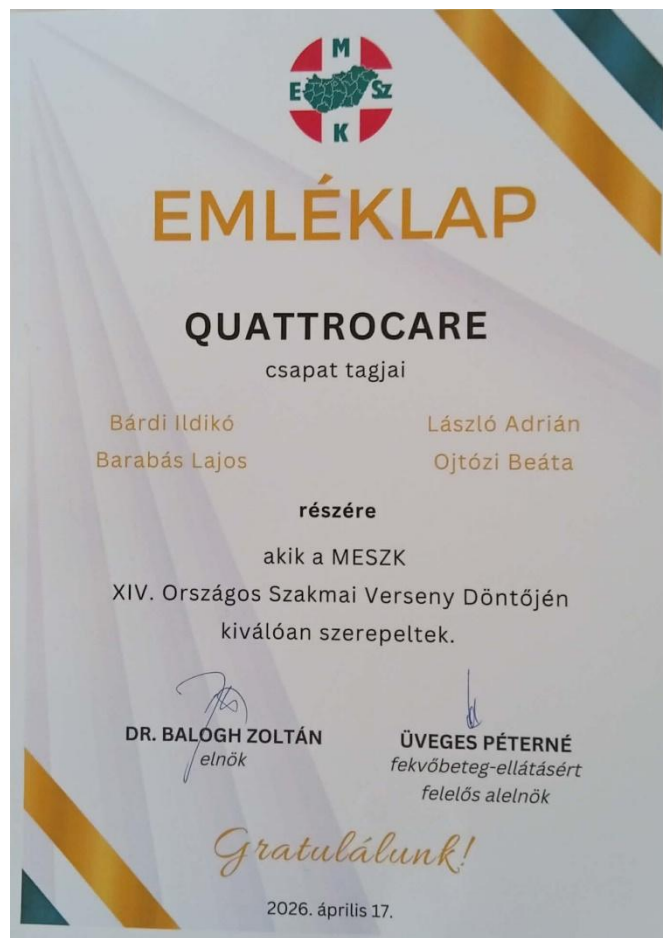 M
E SZ
K
EMLÉKLAP
QUATTROCARE
csapat tagjai
Bárdi Ildikó László Adrián
Barabás Lajos Ojtózi Beáta
részére
akik a MESZK
XIV. Országos Szakmai Verseny Döntőjén
kiválóan szerepeltek.
DR. BALOGH ZOLTÁN ÜVEGES PÉTERNÉ
elnök fekvőbeteg-ellátásért
felelős alelnök
Gratulálunk!
2026. április 17.